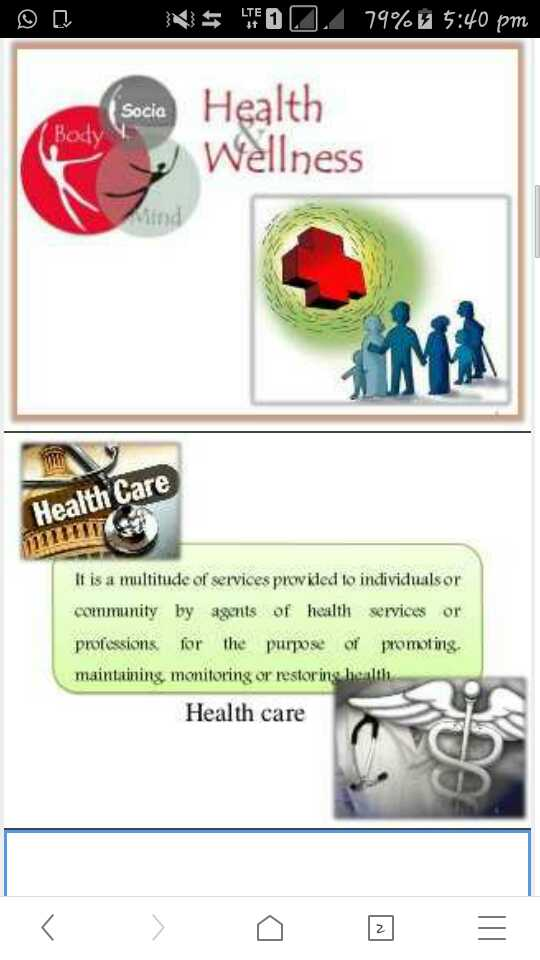 LTE 1 79% 5:40 pm
Socia
Body
Mind
Health
&
Wellness
Health Care
It is a multitude of services provided to individuals or
community by agents of health services or
professions, for the purpose of promoting,
maintaining, monitoring or restoring health.
Health care
2